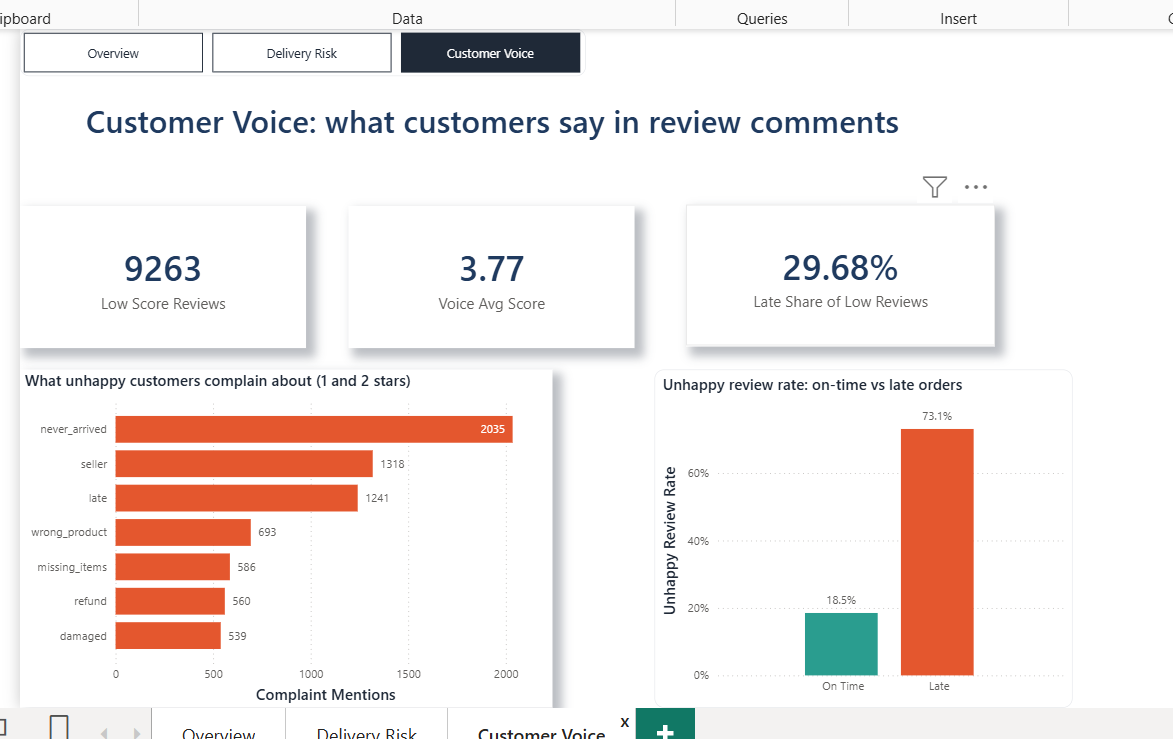 ipboard
Data
Queries
Insert
Overview
Delivery Risk
Customer Voice
Customer Voice: what customers say in review comments
9263
Low Score Reviews
3.77
Voice Avg Score
29.68%
Late Share of Low Reviews
What unhappy customers complain about (1 and 2 stars)
never_arrived 2035
seller 1318
late 1241
wrong_product 693
missing_items 586
refund 560
damaged 539
0 500 1000 1500 2000
Complaint Mentions
Unhappy review rate: on-time vs late orders
Unhappy Review Rate
73.1%
60%
40%
20%
18.5%
0%
On Time Late
Overview
Delivery Risk
Customer Voice
x
+